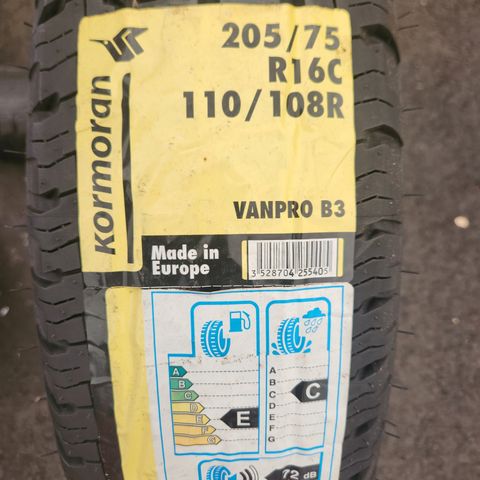 kormoran
205/75
R16C
110/108R
VANPRO B3
Made in
Europe
3 528704 255405
A
B
C
D
E
F
G
E
A
B
C
D
E
F
G
C
72 dB